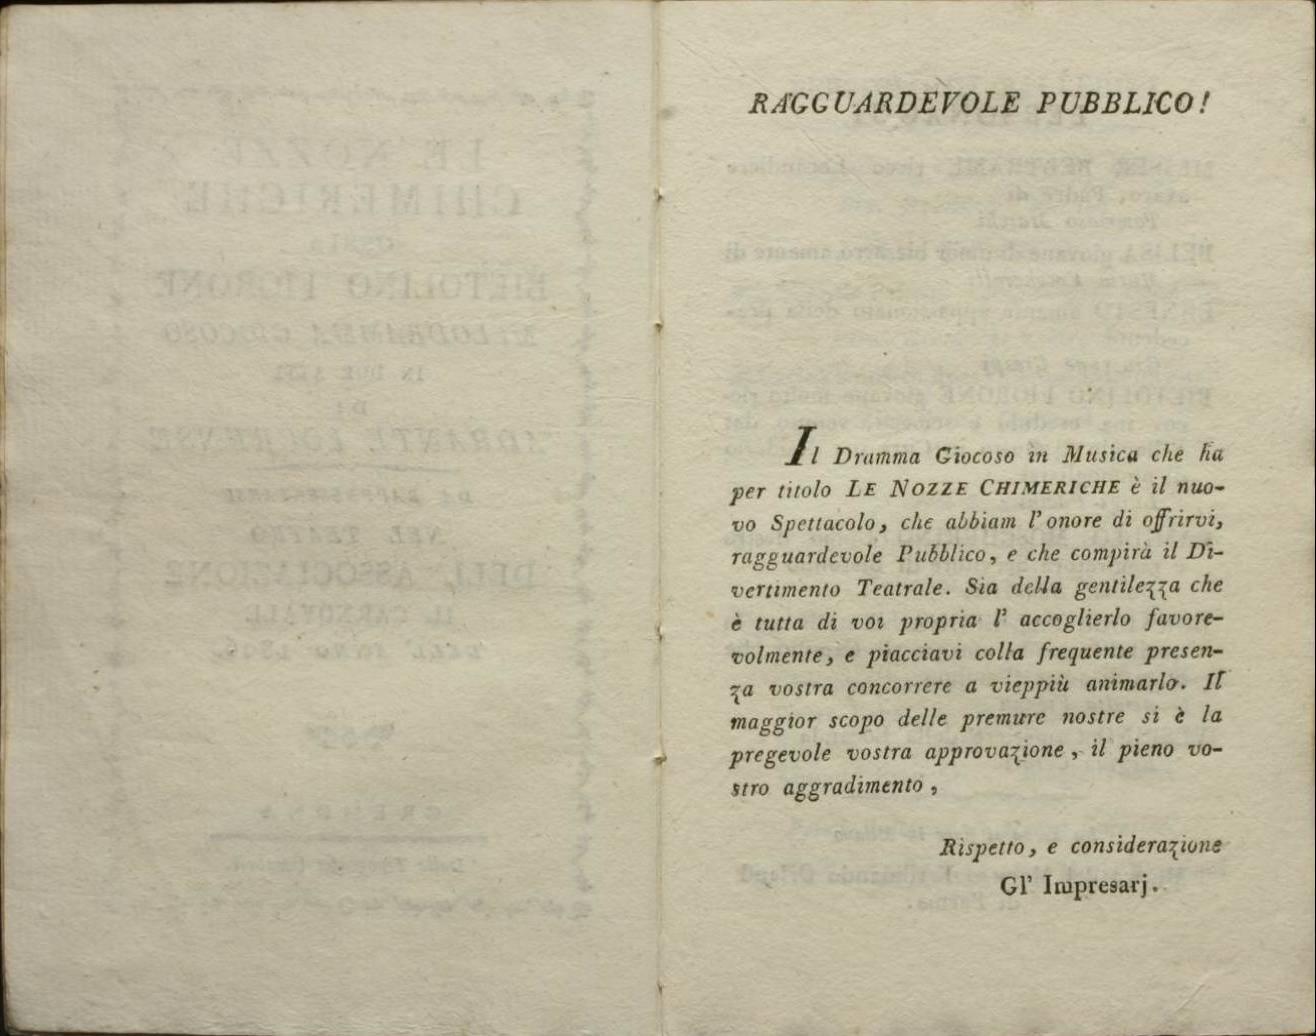 RAGGUARDEVOLE PUBBLICO!
Il Dramma Giocoso in Musica che ha
per titolo LE NOZZE CHIMERICHE è il nuo-
vo Spettacolo, che abbiam l'onore di offrirvi,
ragguardevole Pubblico, e che compirà il Di-
vertimento Teatrale. Sia della gentilezza che
è tutta di voi propria l' accoglierlo favore-
volmente, e piacciavi colla frequente presen-
za vostra concorrere a vieppiù animarlo. Il
maggior scopo delle premure nostre si è la
pregevole vostra approvazione, il pieno vo-
stro aggradimento,
Rispetto, e considerazione
Gl' Impresarj.